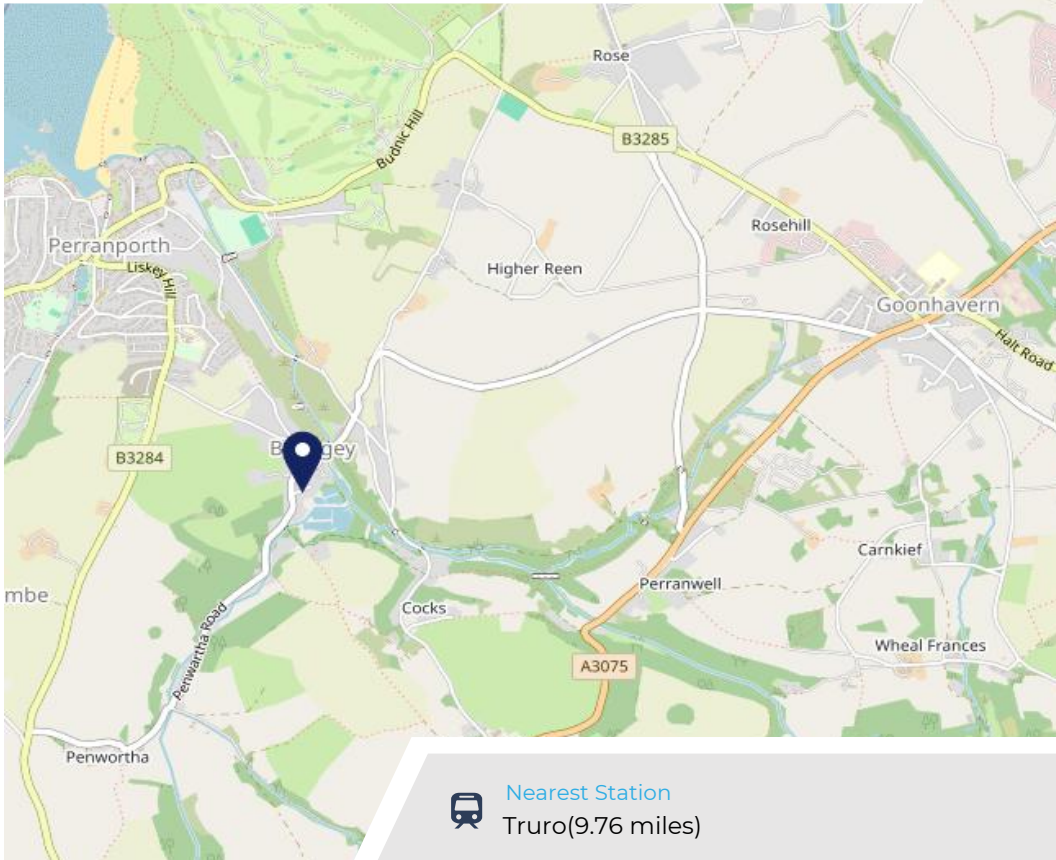 Rose
Budnic Hill
B3285
Rosehill
Perranporth
Liskey Hill
Higher Reen
Goonhavern
Halt Road
B3284
Carnkief
Perranwell
Cocks
Penwartha Road
Wheal Frances
A3075
Penwortha
Nearest Station
Truro(9.76 miles)